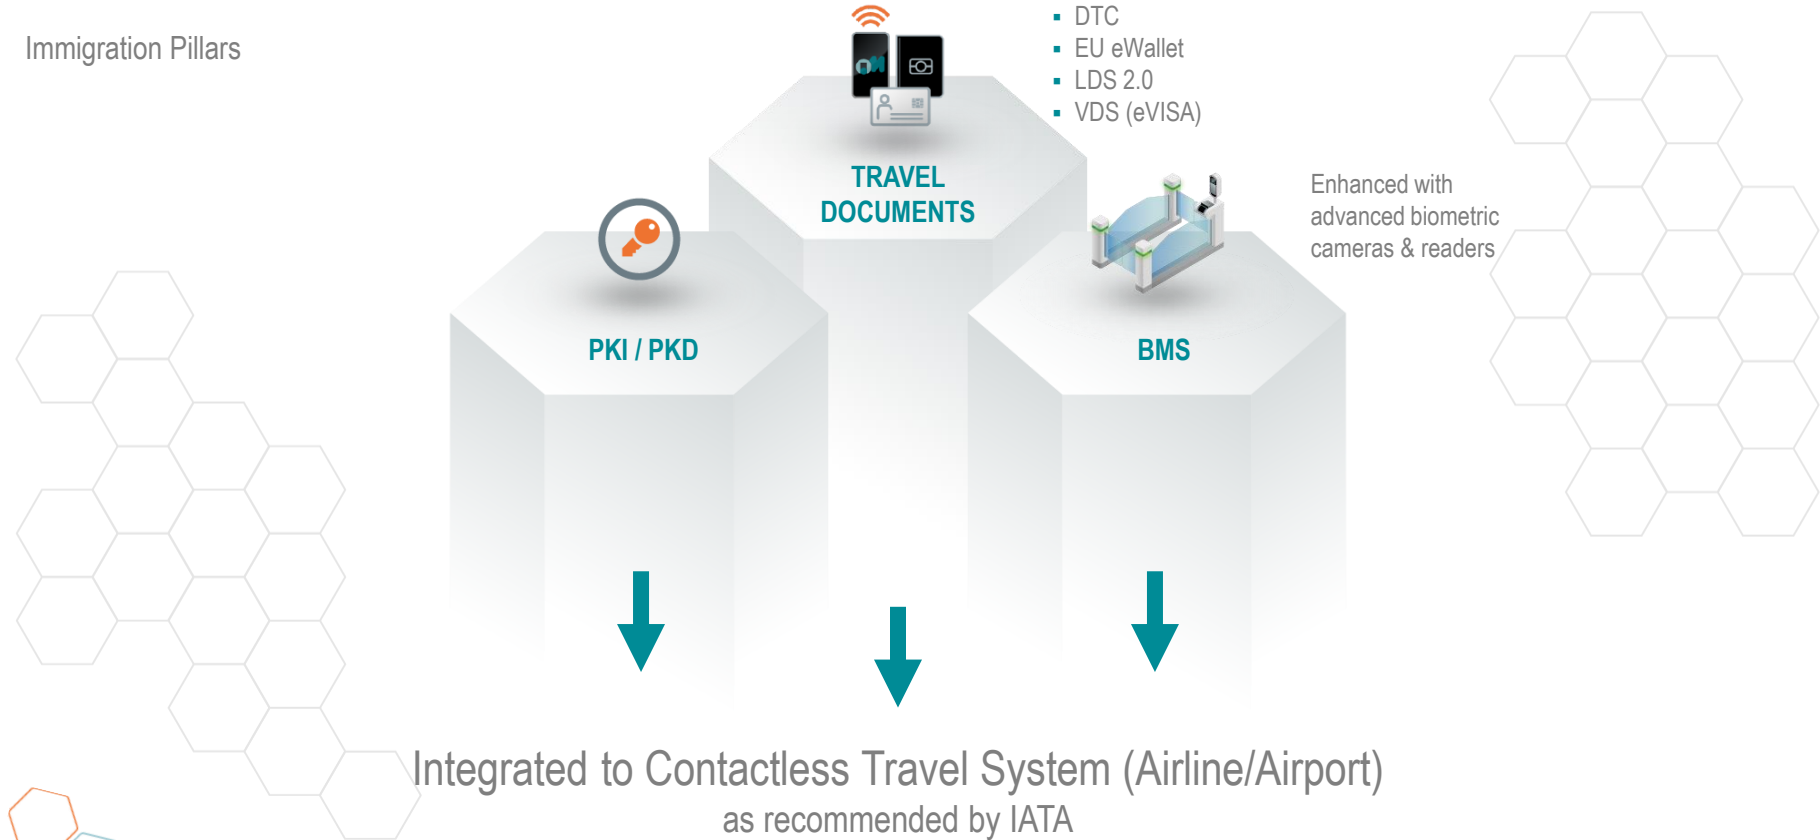 Immigration Pillars
▪ DTC
▪ EU eWallet
▪ LDS 2.0
▪ VDS (eVISA)
TRAVEL
DOCUMENTS
Enhanced with
advanced biometric
cameras & readers
PKI / PKD
BMS
Integrated to Contactless Travel System (Airline/Airport)
as recommended by IATA